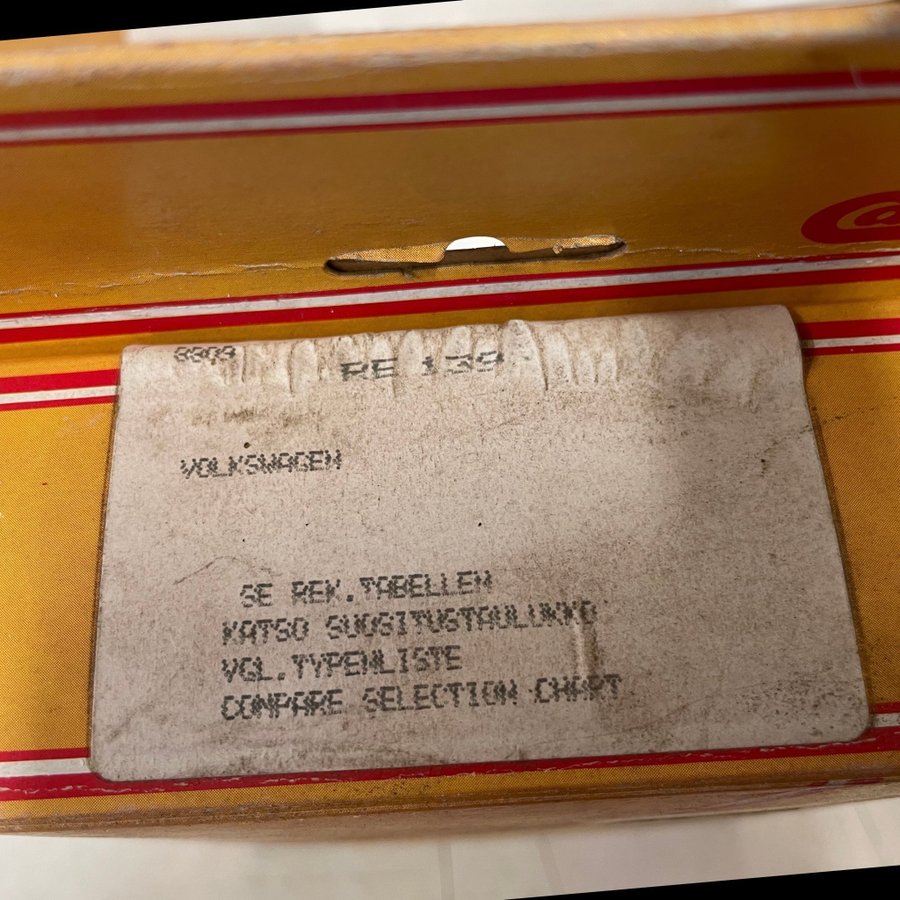 RE 139
VOLKSWAGEN
SE REK.TABELLEN
KATSO SUOSITUSTAULUKKO
VGL.TYPENLISTE
COMPARE SELECTION CHART